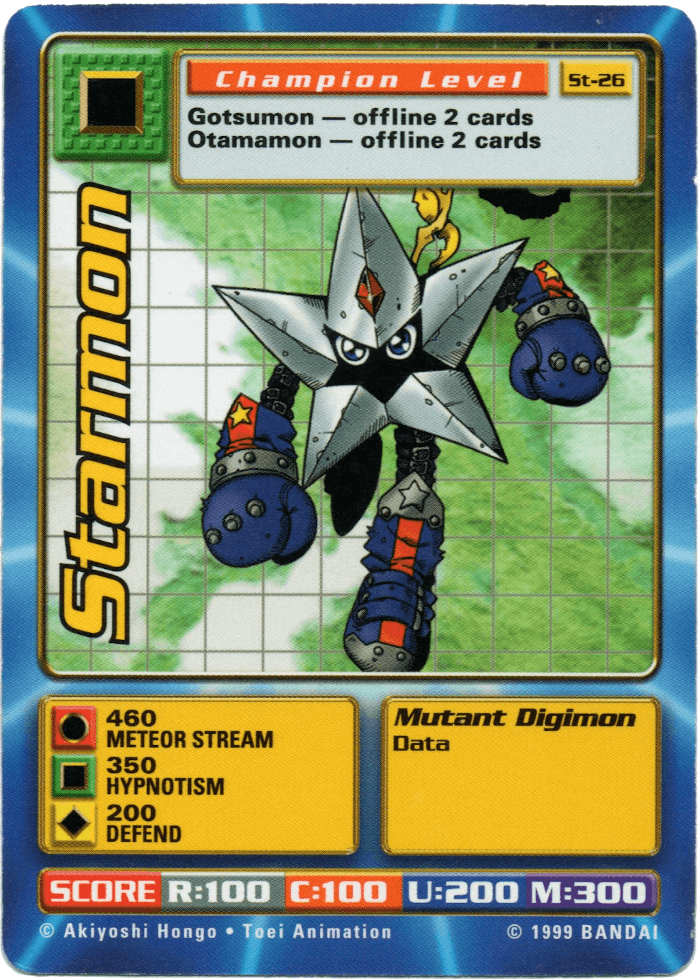 Champion Level
St-26
Gotsumon — offline 2 cards
Otamamon — offline 2 cards
Starmon
460
METEOR STREAM
350
HYPNOTISM
200
DEFEND
Mutant Digimon
Data
SCORE R:100 C:100 U:200 M:300
© Akiyoshi Hongo • Toei Animation
© 1999 BANDAI